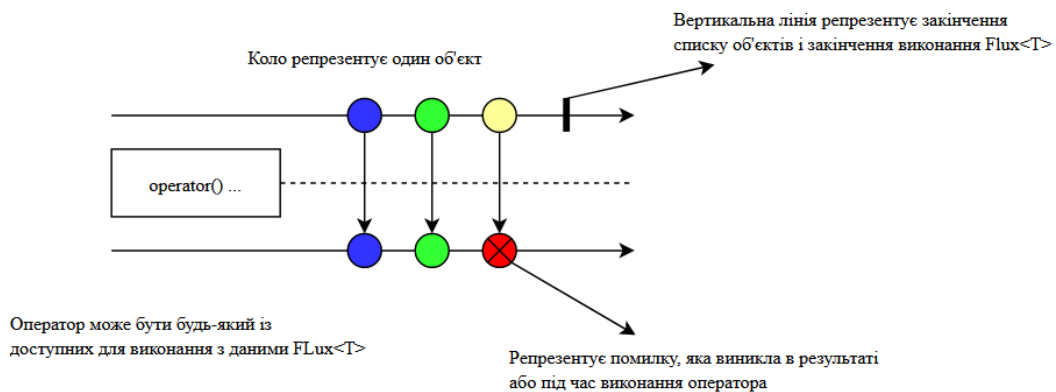 Вертикальна лінія репрезентує закінчення
списку об'єктів і закінчення виконання Flux<T>
Коло репрезентує один об'єкт
operator() ...
Оператор може бути будь-який із
доступних для виконання з даними FLux<T>
Репрезентує помилку, яка виникла в результаті
або під час виконання оператора